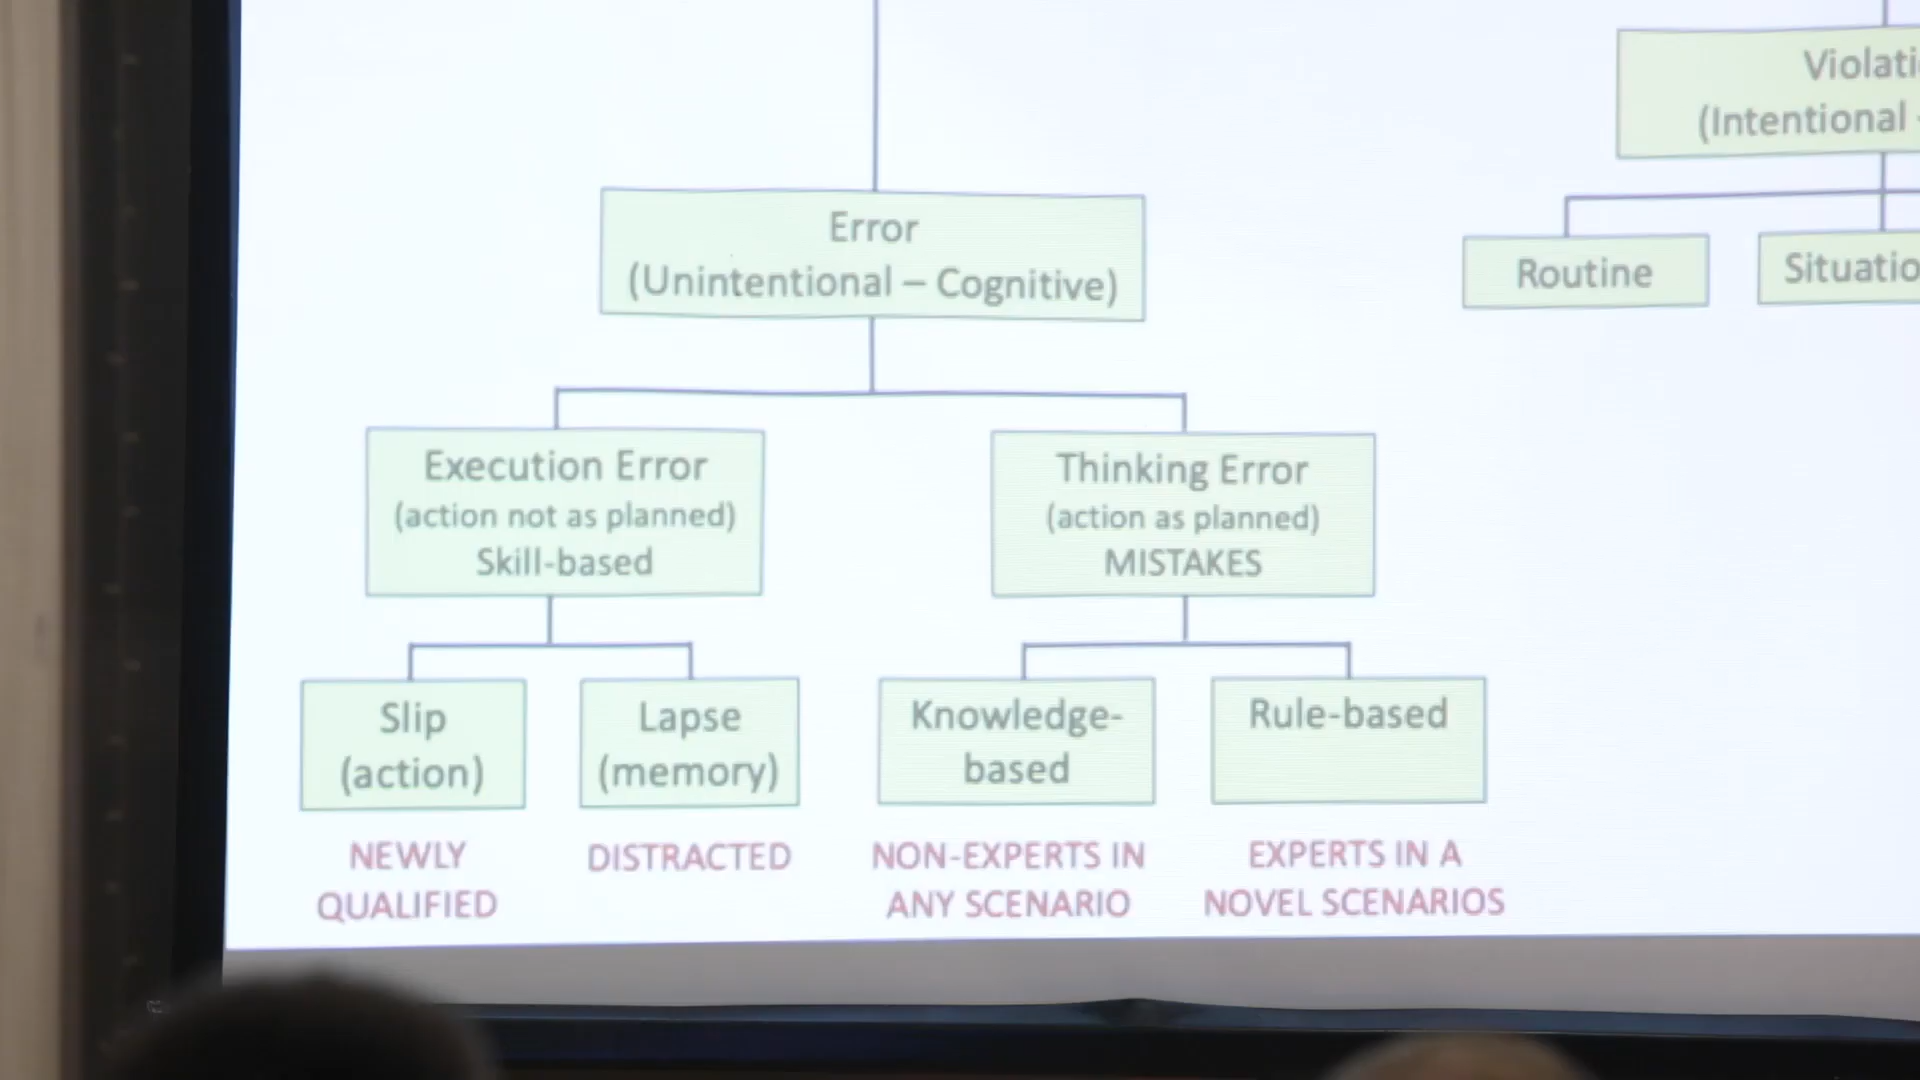 Error
(Unintentional – Cognitive)
Execution Error
(action not as planned)
Skill-based
Thinking Error
(action as planned)
MISTAKES
Slip
(action)
Lapse
(memory)
Knowledge-
based
Rule-based
NEWLY
QUALIFIED
DISTRACTED
NON-EXPERTS IN
ANY SCENARIO
EXPERTS IN A
NOVEL SCENARIOS
(Intentional -
Routine